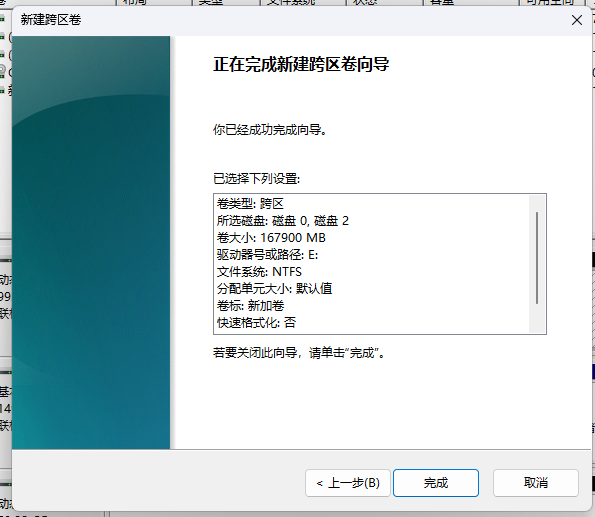 新建跨区卷
正在完成新建跨区卷向导
你已经成功完成向导。
已选择下列设置:
卷类型: 跨区
所选磁盘: 磁盘 0, 磁盘 2
卷大小: 167900 MB
驱动器号或路径: E:
文件系统: NTFS
分配单元大小: 默认值
卷标: 新加卷
快速格式化: 否
若要关闭此向导，请单击“完成”。
< 上一步(B)
完成
取消